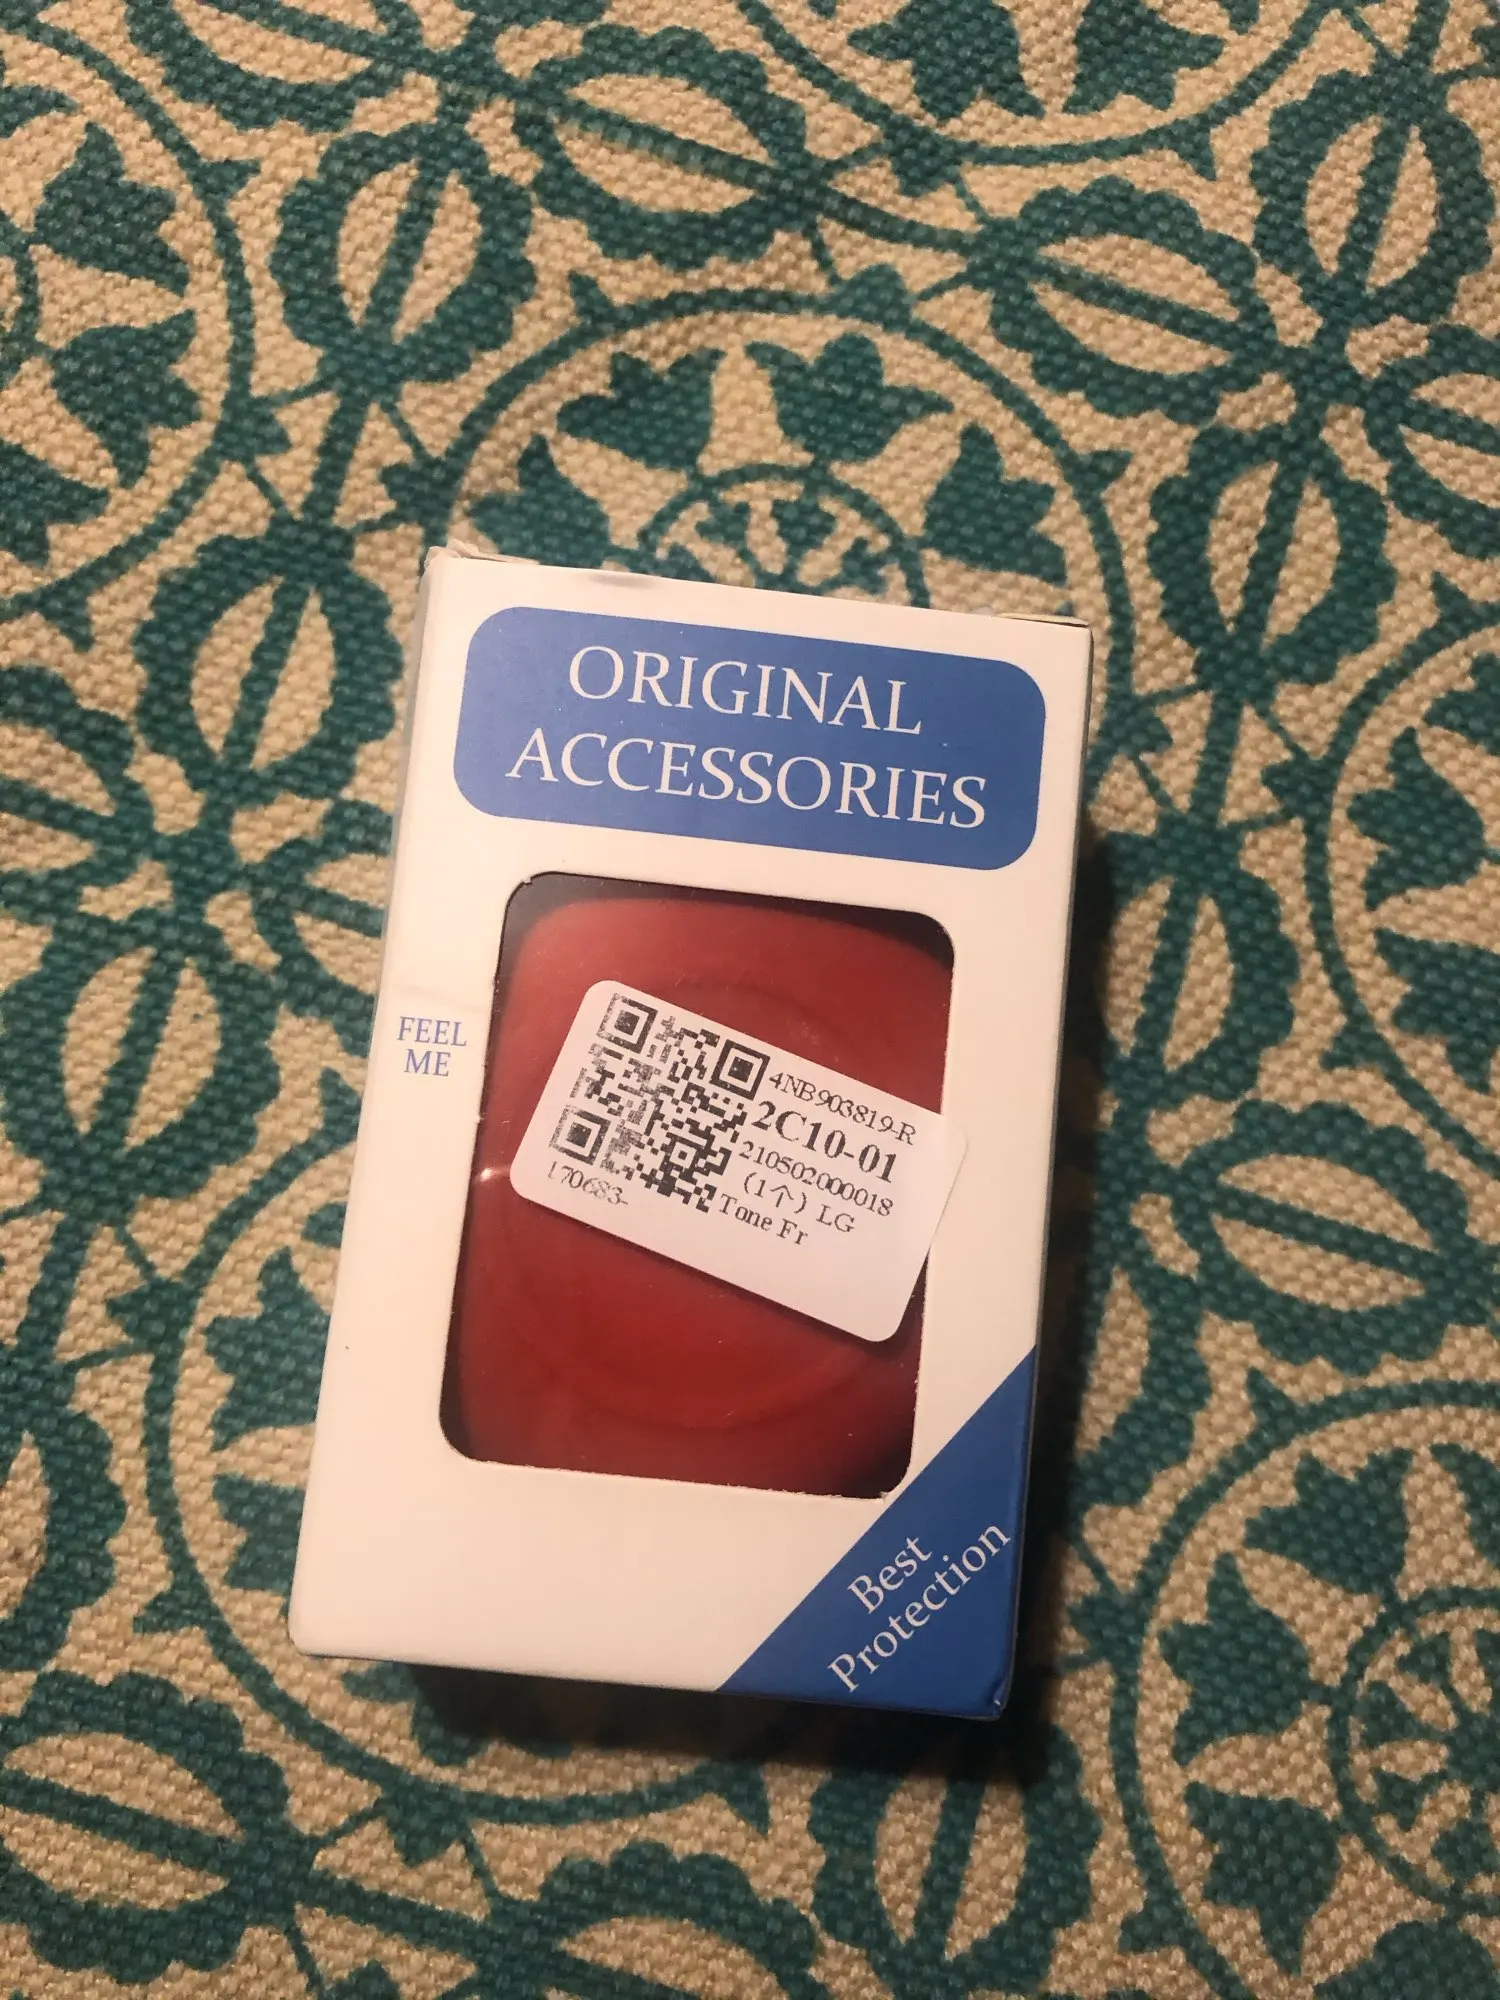 ORIGINAL
ACCESSORIES
FEEL
ME
4NB903819-R
2C10-01
210502000018
(1个) LG
Tone Fr
170683-
Best
Protection